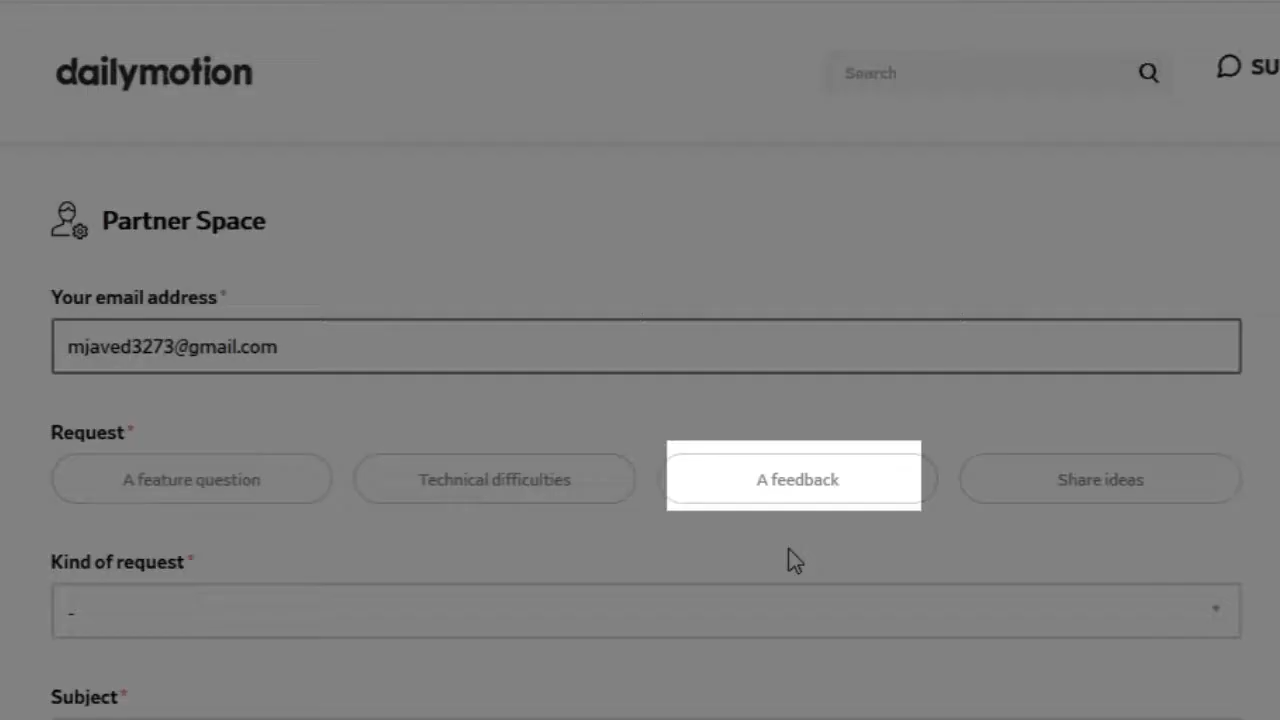 dailymotion
Search
SU
Partner Space
Your email address *
mjaved3273@gmail.com
Request *
A feature question
Technical difficulties
A feedback
Share ideas
Kind of request *
-
Subject *